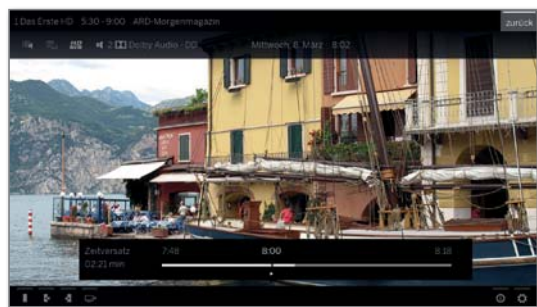 1 Das Erste HD 5.30 - 9:00 ARD-Morgenmagazin
zurück
2 Dolby Audio - DD Mittwoch, 8. März 8:02
Zeitversatz 7:48 8:00 8.18
02:21 min